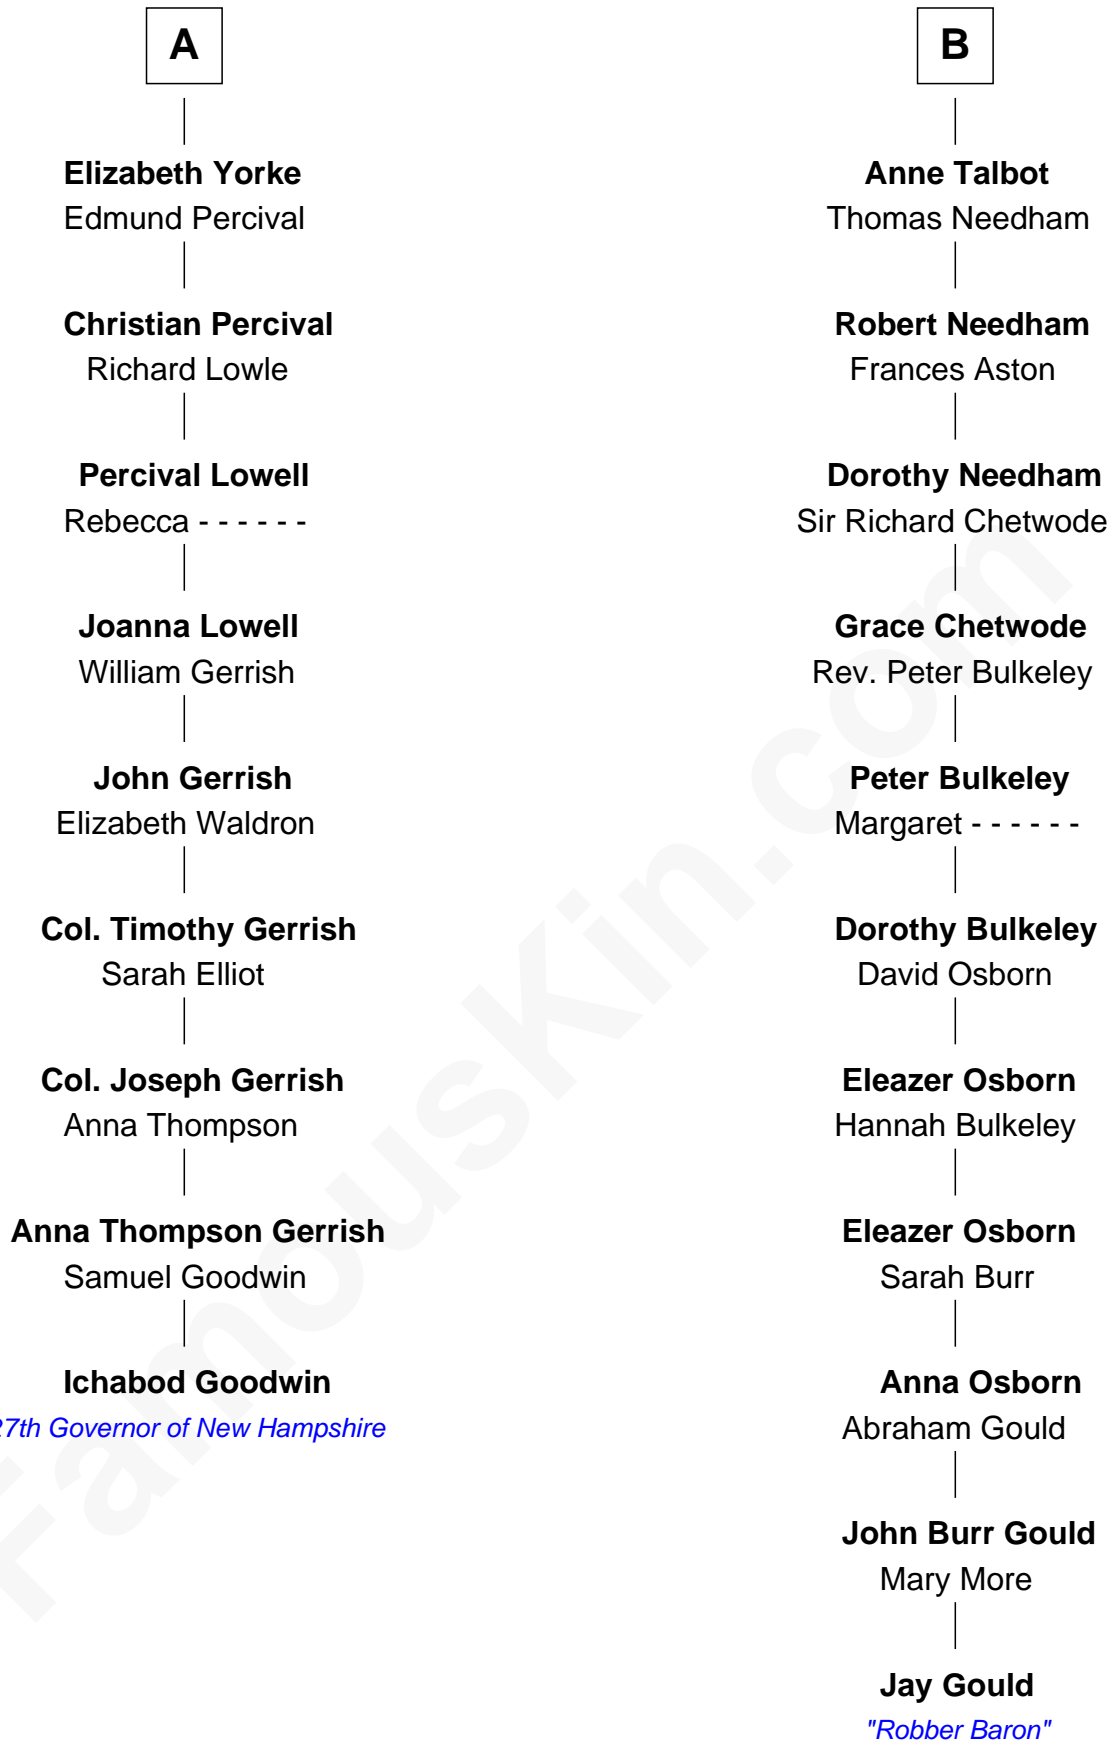 A
Elizabeth Yorke
Edmund Percival
Christian Percival
Richard Lowle
Percival Lowell
Rebecca - - - - - -
Joanna Lowell
William Gerrish
John Gerrish
Elizabeth Waldron
Col. Timothy Gerrish
Sarah Elliot
Col. Joseph Gerrish
Anna Thompson
Anna Thompson Gerrish
Samuel Goodwin
Ichabod Goodwin
27th Governor of New Hampshire
B
Anne Talbot
Thomas Needham
Robert Needham
Frances Aston
Dorothy Needham
Sir Richard Chetwode
Grace Chetwode
Rev. Peter Bulkeley
Peter Bulkeley
Margaret - - - - - -
Dorothy Bulkeley
David Osborn
Eleazer Osborn
Hannah Bulkeley
Eleazer Osborn
Sarah Burr
Anna Osborn
Abraham Gould
John Burr Gould
Mary More
Jay Gould
"Robber Baron"
FamousKin.com